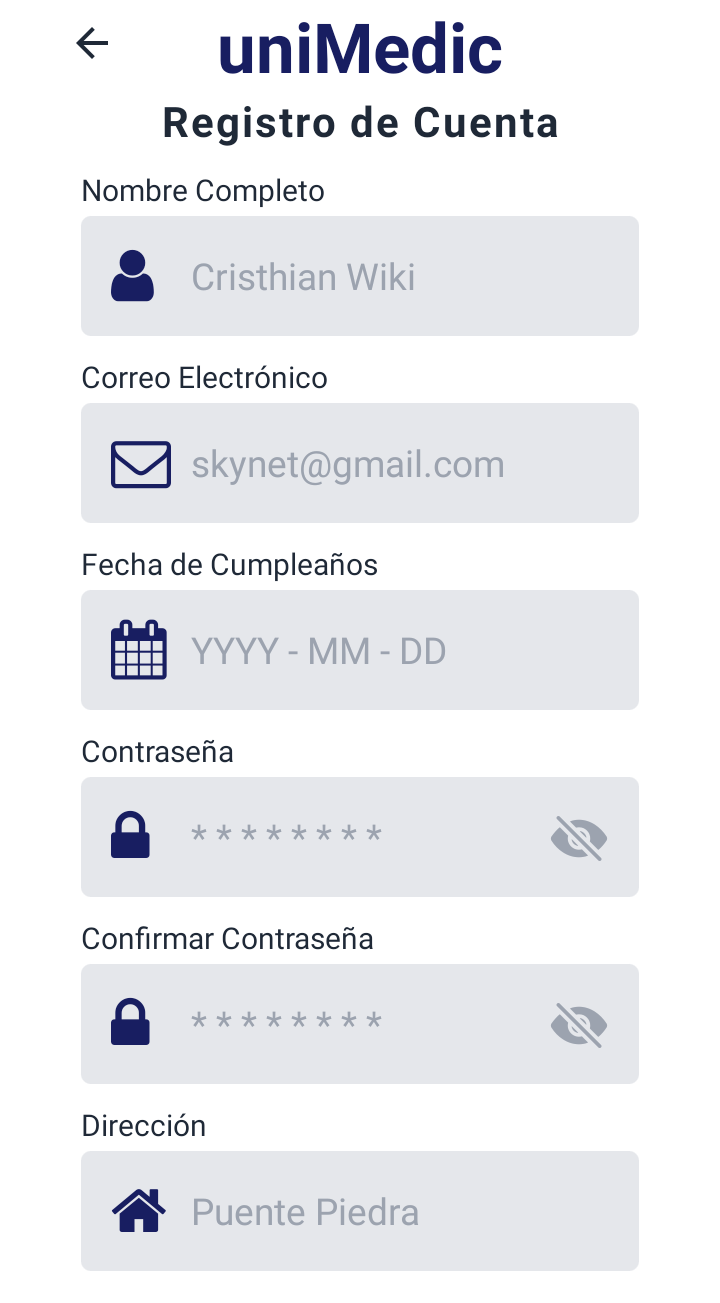 uniMedic
Registro de Cuenta
Nombre Completo
Cristhian Wiki
Correo Electrónico
skynet@gmail.com
Fecha de Cumpleaños
YYYY - MM - DD
Contraseña
* * * * * * * *
Confirmar Contraseña
* * * * * * * *
Dirección
Puente Piedra